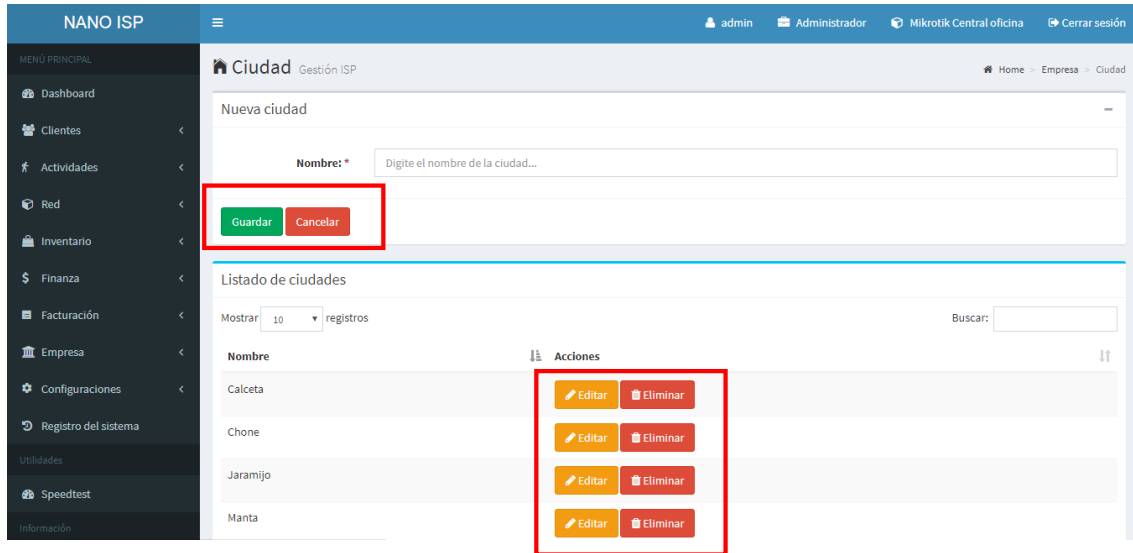 NANO ISP
admin Administrador Mikrotik Central oficina Cerrar sesión
MENÚ PRINCIPAL
Dashboard
Clientes
Actividades
Red
Inventario
Finanza
Facturación
Empresa
Configuraciones
Registro del sistema
Utilidades
Speedtest
Información
Ciudad Gestión ISP
Home > Empresa > Ciudad
Nueva ciudad
Nombre: * Digite el nombre de la ciudad...
Guardar Cancelar
Listado de ciudades
Mostrar 10 registros Buscar:
Nombre Acciones
Calceta Editar Eliminar
Chone Editar Eliminar
Jaramijo Editar Eliminar
Manta Editar Eliminar